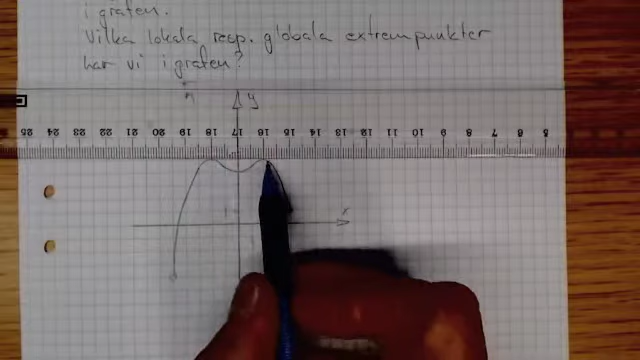 i grafen.
Vilka lokala resp. globala extrempunkter
har vi i grafen?
y
25 24 23 22 21 20 19 18 17 16 15 14 13 12 11 10 9 8 7 6 5
x